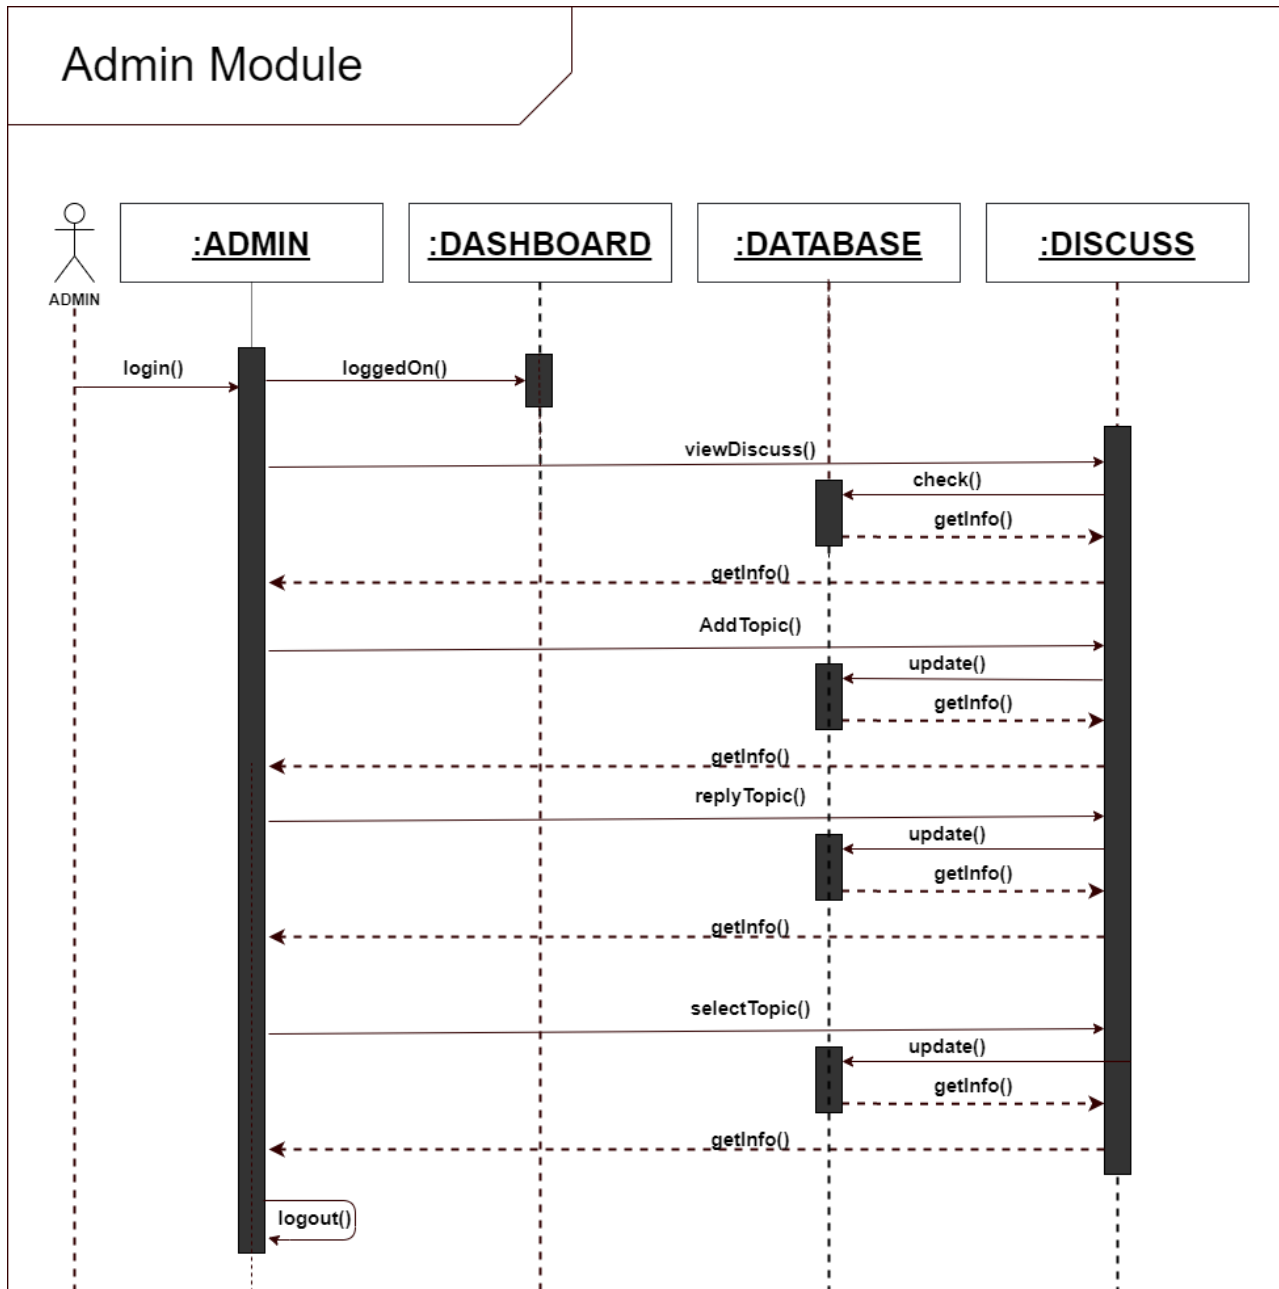 Admin Module
:ADMIN
:DASHBOARD
:DATABASE
:DISCUSS
ADMIN
login()
loggedOn()
viewDiscuss()
check()
getInfo()
getInfo()
AddTopic()
update()
getInfo()
getInfo()
replyTopic()
update()
getInfo()
getInfo()
selectTopic()
update()
getInfo()
getInfo()
logout()